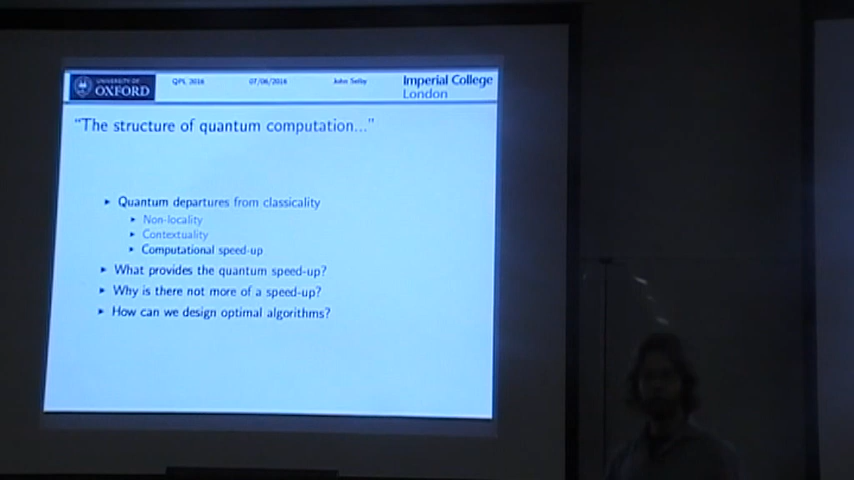 UNIVERSITY OF
OXFORD
QPL 2016
07/06/2016
John Selby
Imperial College
London
"The structure of quantum computation..."
Quantum departures from classicality
Non-locality
Contextuality
Computational speed-up
What provides the quantum speed-up?
Why is there not more of a speed-up?
How can we design optimal algorithms?